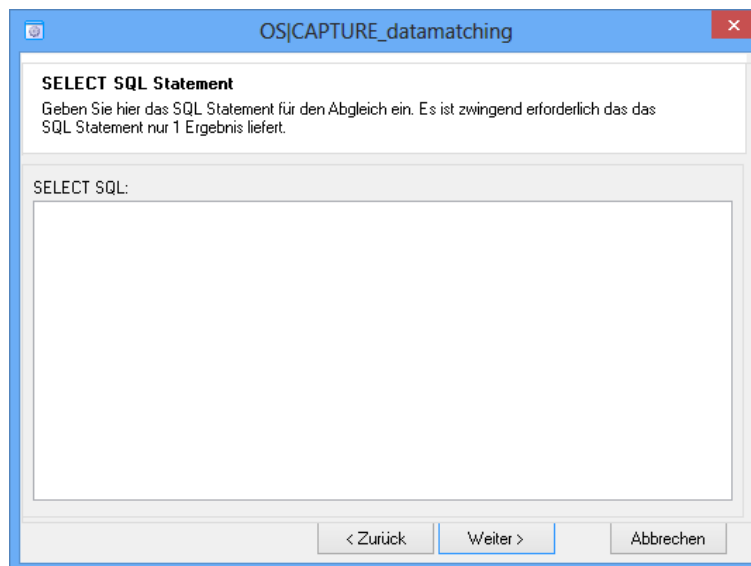 OS|CAPTURE_datamatching
SELECT SQL Statement
Geben Sie hier das SQL Statement für den Abgleich ein. Es ist zwingend erforderlich das das
SQL Statement nur 1 Ergebnis liefert.
SELECT SQL:
< Zurück
Weiter >
Abbrechen